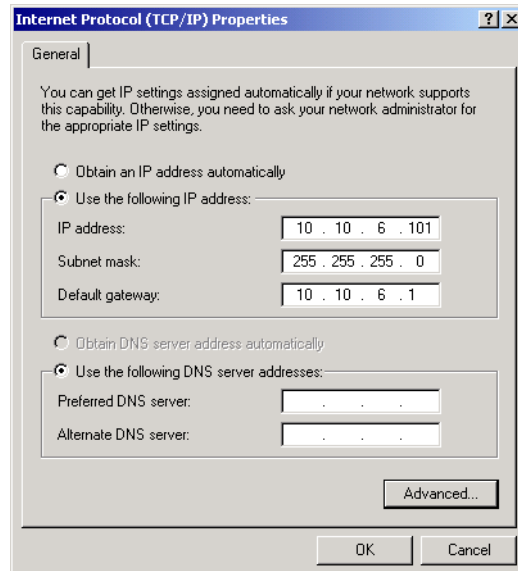 Internet Protocol (TCP/IP) Properties
General
You can get IP settings assigned automatically if your network supports
this capability. Otherwise, you need to ask your network administrator for
the appropriate IP settings.
Obtain an IP address automatically
Use the following IP address:
IP address: 10 . 10 . 6 . 101
Subnet mask: 255 . 255 . 255 . 0
Default gateway: 10 . 10 . 6 . 1
Obtain DNS server address automatically
Use the following DNS server addresses:
Preferred DNS server: . . .
Alternate DNS server: . . .
Advanced...
OK Cancel